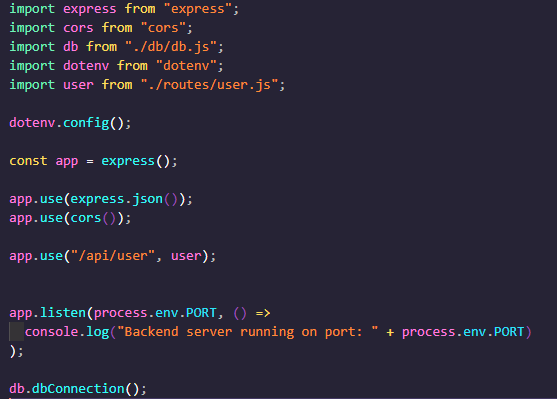 import express from "express";
import cors from "cors";
import db from "./db/db.js";
import dotenv from "dotenv";
import user from "./routes/user.js";
dotenv.config();
const app = express();
app.use(express.json());
app.use(cors());
app.use("/api/user", user);
app.listen(process.env.PORT, () =>
  console.log("Backend server running on port: " + process.env.PORT)
);
db.dbConnection();